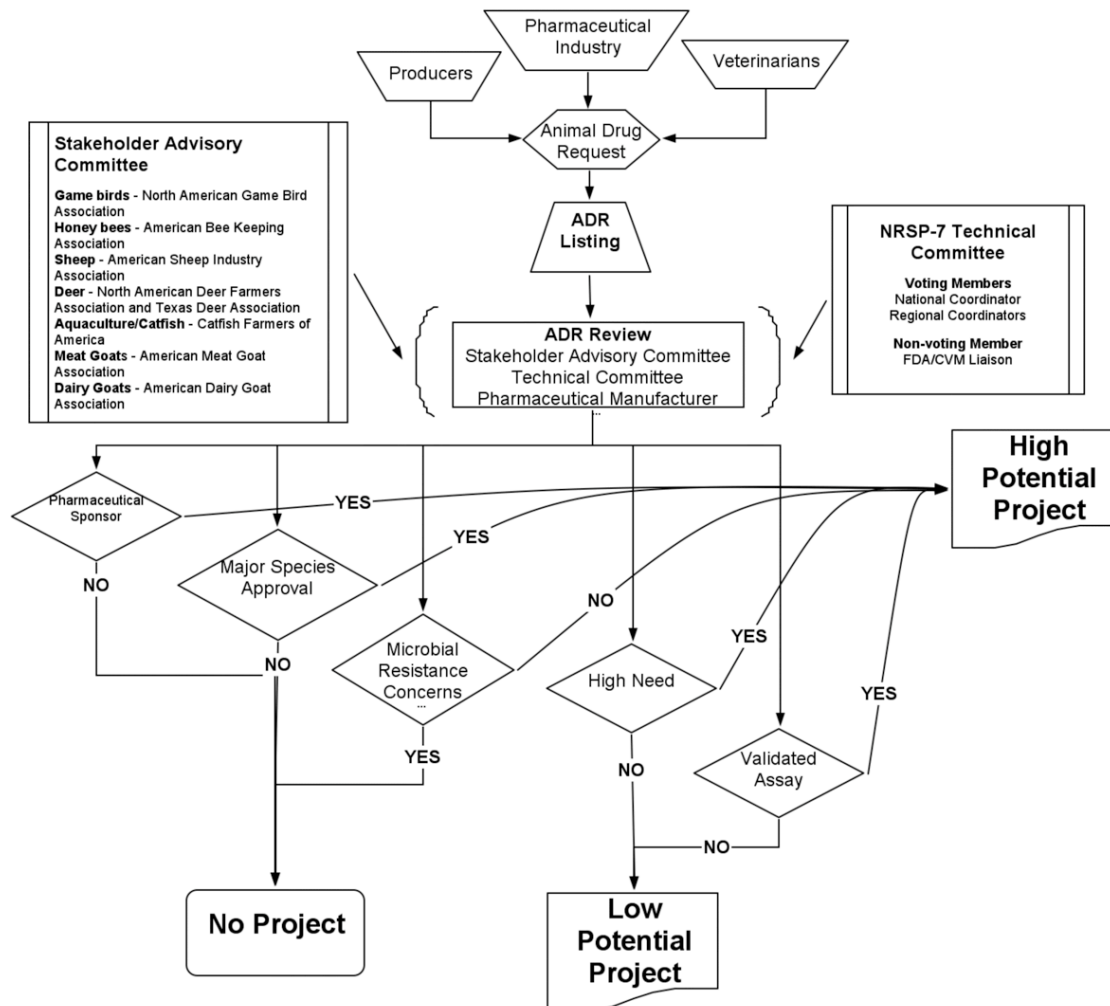 Pharmaceutical
Industry
Producers
Veterinarians
Animal Drug
Request
ADR
Listing
Stakeholder Advisory
Committee
Game birds - North American Game Bird
Association
Honey bees - American Bee Keeping
Association
Sheep - American Sheep Industry
Association
Deer - North American Deer Farmers
Association and Texas Deer Association
Aquaculture/Catfish - Catfish Farmers of
America
Meat Goats - American Meat Goat
Association
Dairy Goats - American Dairy Goat
Association
NRSP-7 Technical
Committee
Voting Members
National Coordinator
Regional Coordinators
Non-voting Member
FDA/CVM Liaison
ADR Review
Stakeholder Advisory Committee
Technical Committee
Pharmaceutical Manufacturer
...
High
Potential
Project
Pharmaceutical
Sponsor
YES
NO
Major Species
Approval
YES
NO
Microbial
Resistance
Concerns
...
NO
YES
High Need
YES
NO
Validated
Assay
YES
NO
No Project
Low
Potential
Project